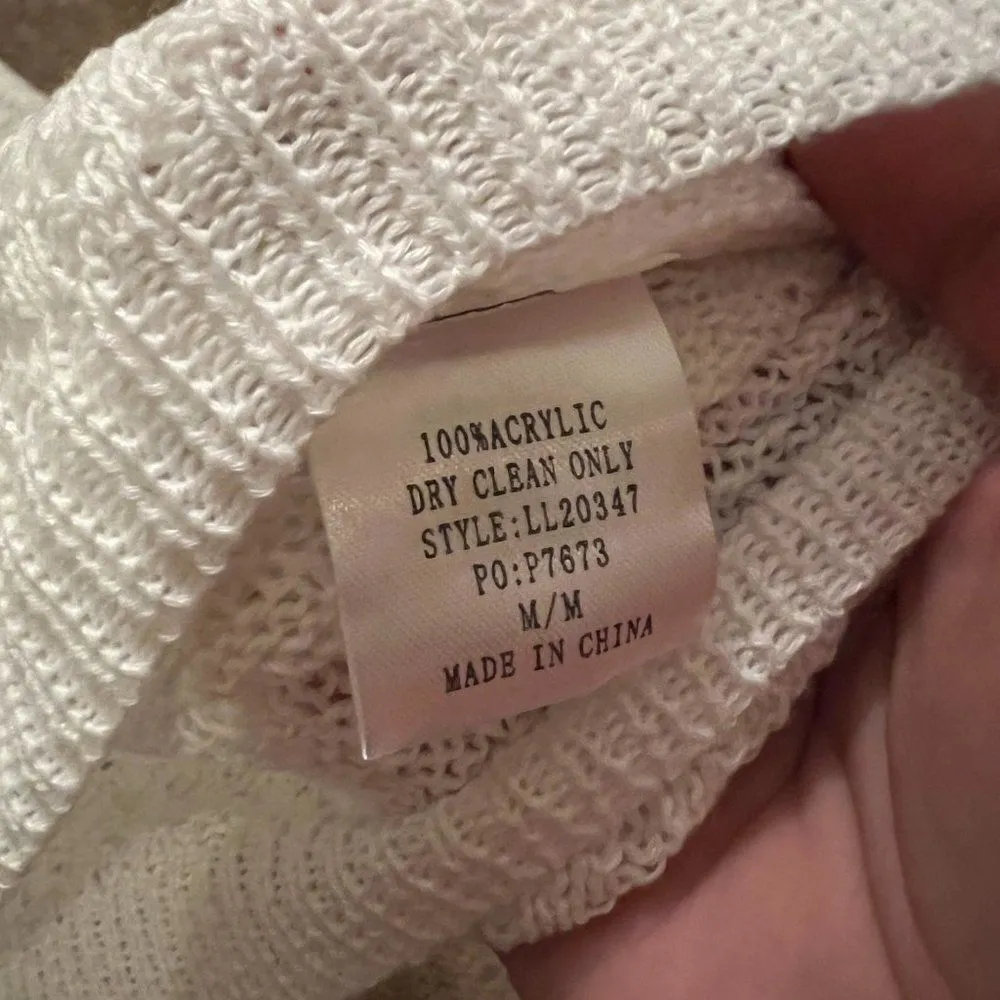 100%ACRYLIC
DRY CLEAN ONLY
STYLE:LL20347
PO:P7673
M/M
MADE IN CHINA